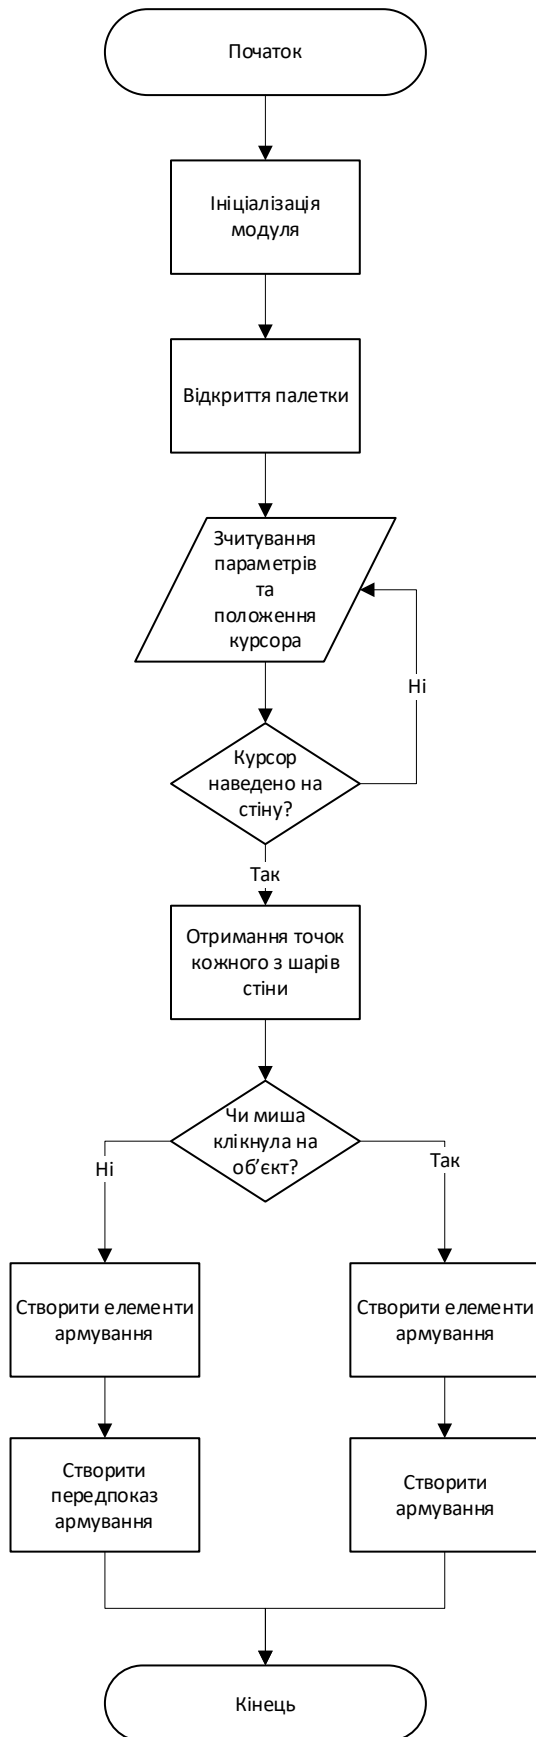 Початок
Ініціалізація
модуля
Відкриття палетки
Зчитування
параметрів
та
положення
курсора
Ні
Курсор
наведено на
стіну?
Так
Отримання точок
кожного з шарів
стіни
Чи миша
клікнула на
об’єкт?
Ні
Так
Створити елементи
армування
Створити елементи
армування
Створити
передпоказ
армування
Створити
армування
Кінець